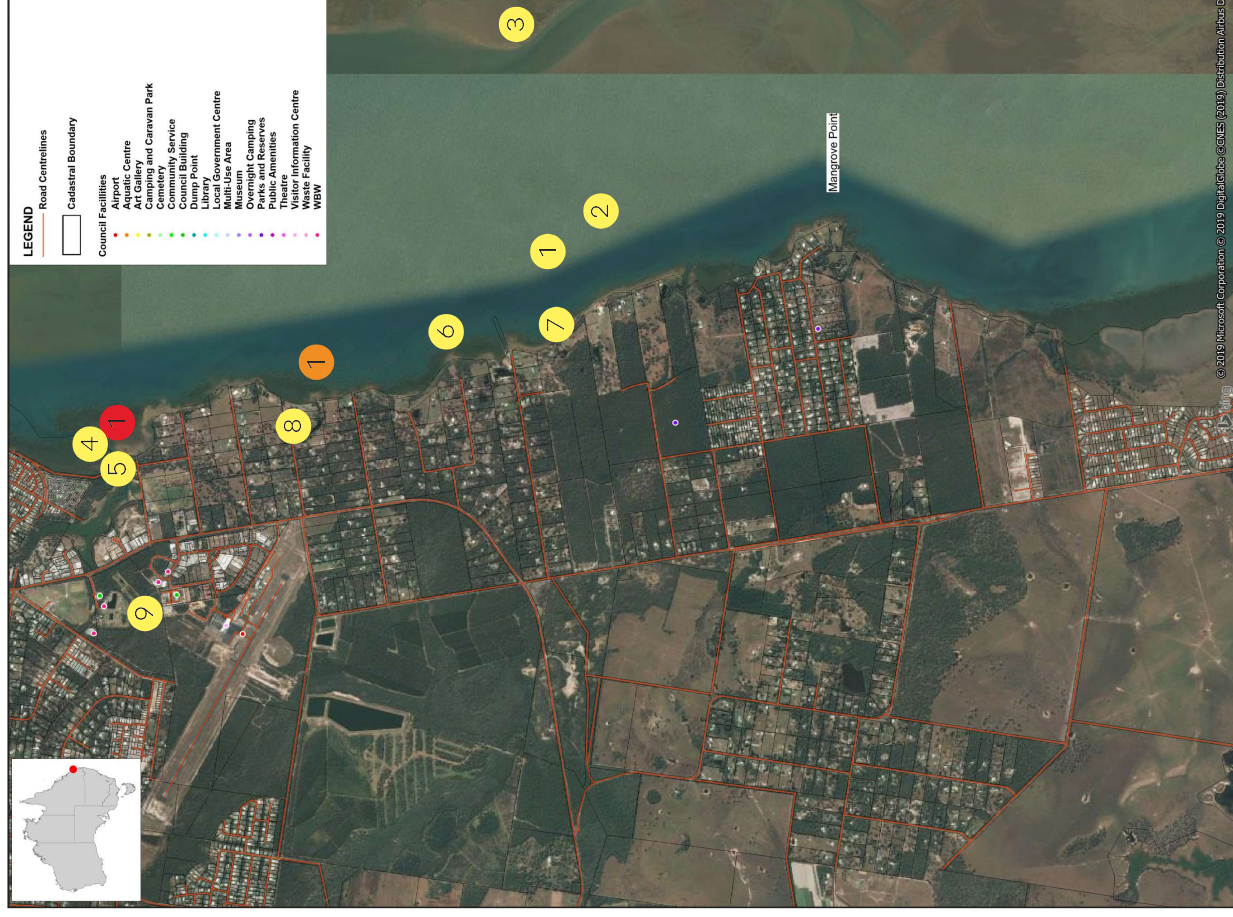 LEGEND
Road Centrelines
Cadastral Boundary
Council Facillities
Airport
Aquatic Centre
Art Gallery
Camping and Caravan Park
Cemetery
Community Service
Council Building
Dump Point
Library
Local Government Centre
Multi-Use Area
Museum
Overnight Camping
Parks and Reserves
Public Amenities
Theatre
Visitor Information Centre
Waste Facility
WBW
3
2
1
7
6
1
8
1
4
5
9
Mangrove Point
© 2019 Microsoft Corporation © 2019 DigitalGlobe ©CNES (2019) Distribution Airbus D